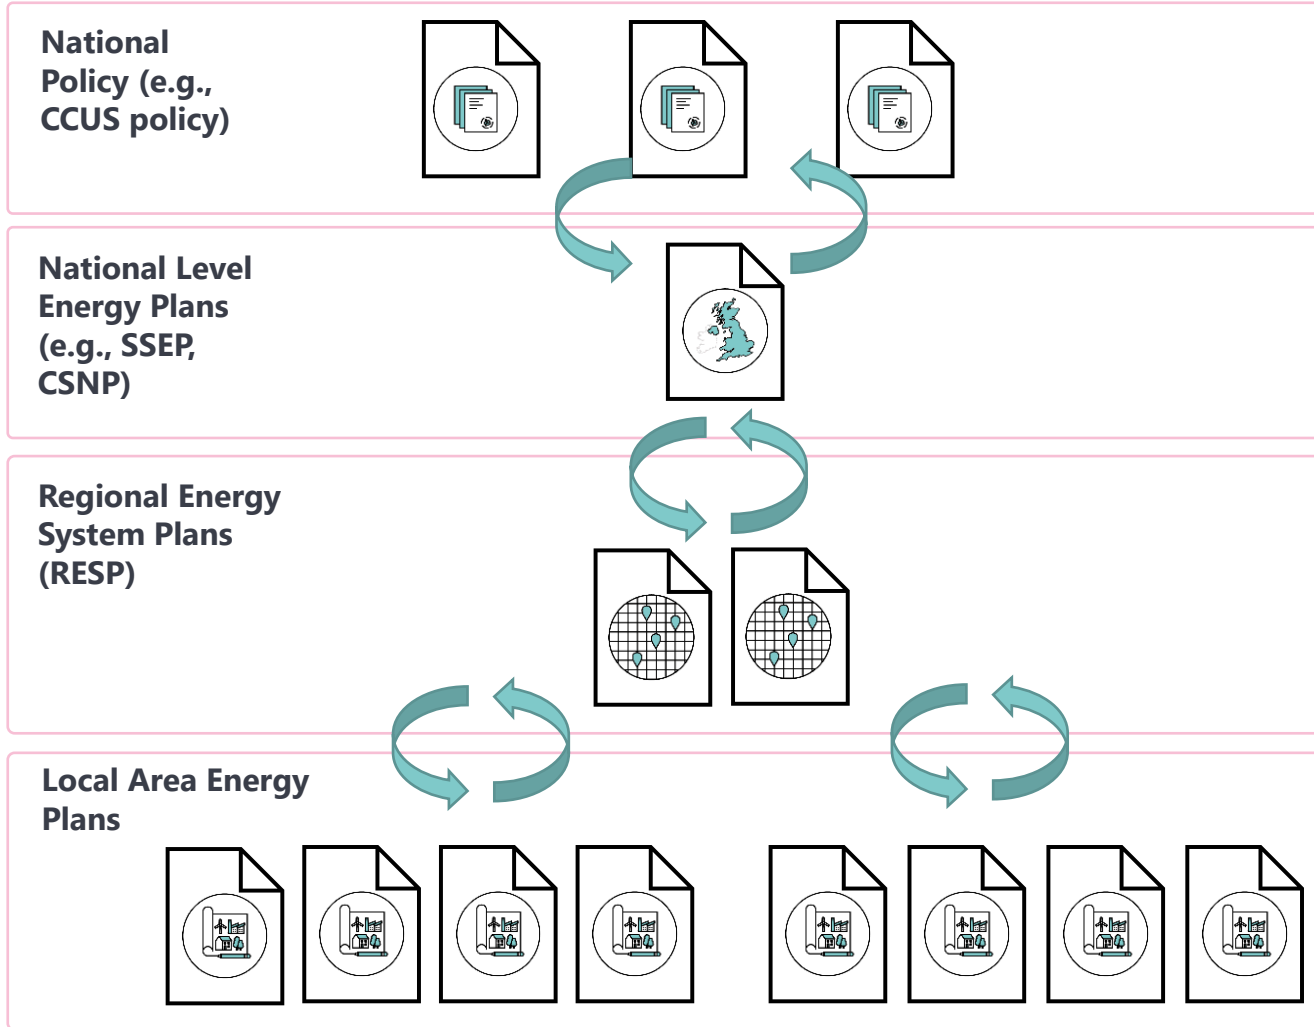 National
Policy (e.g.,
CCUS policy)
National Level
Energy Plans
(e.g., SSEP,
CSNP)
Regional Energy
System Plans
(RESP)
Local Area Energy
Plans